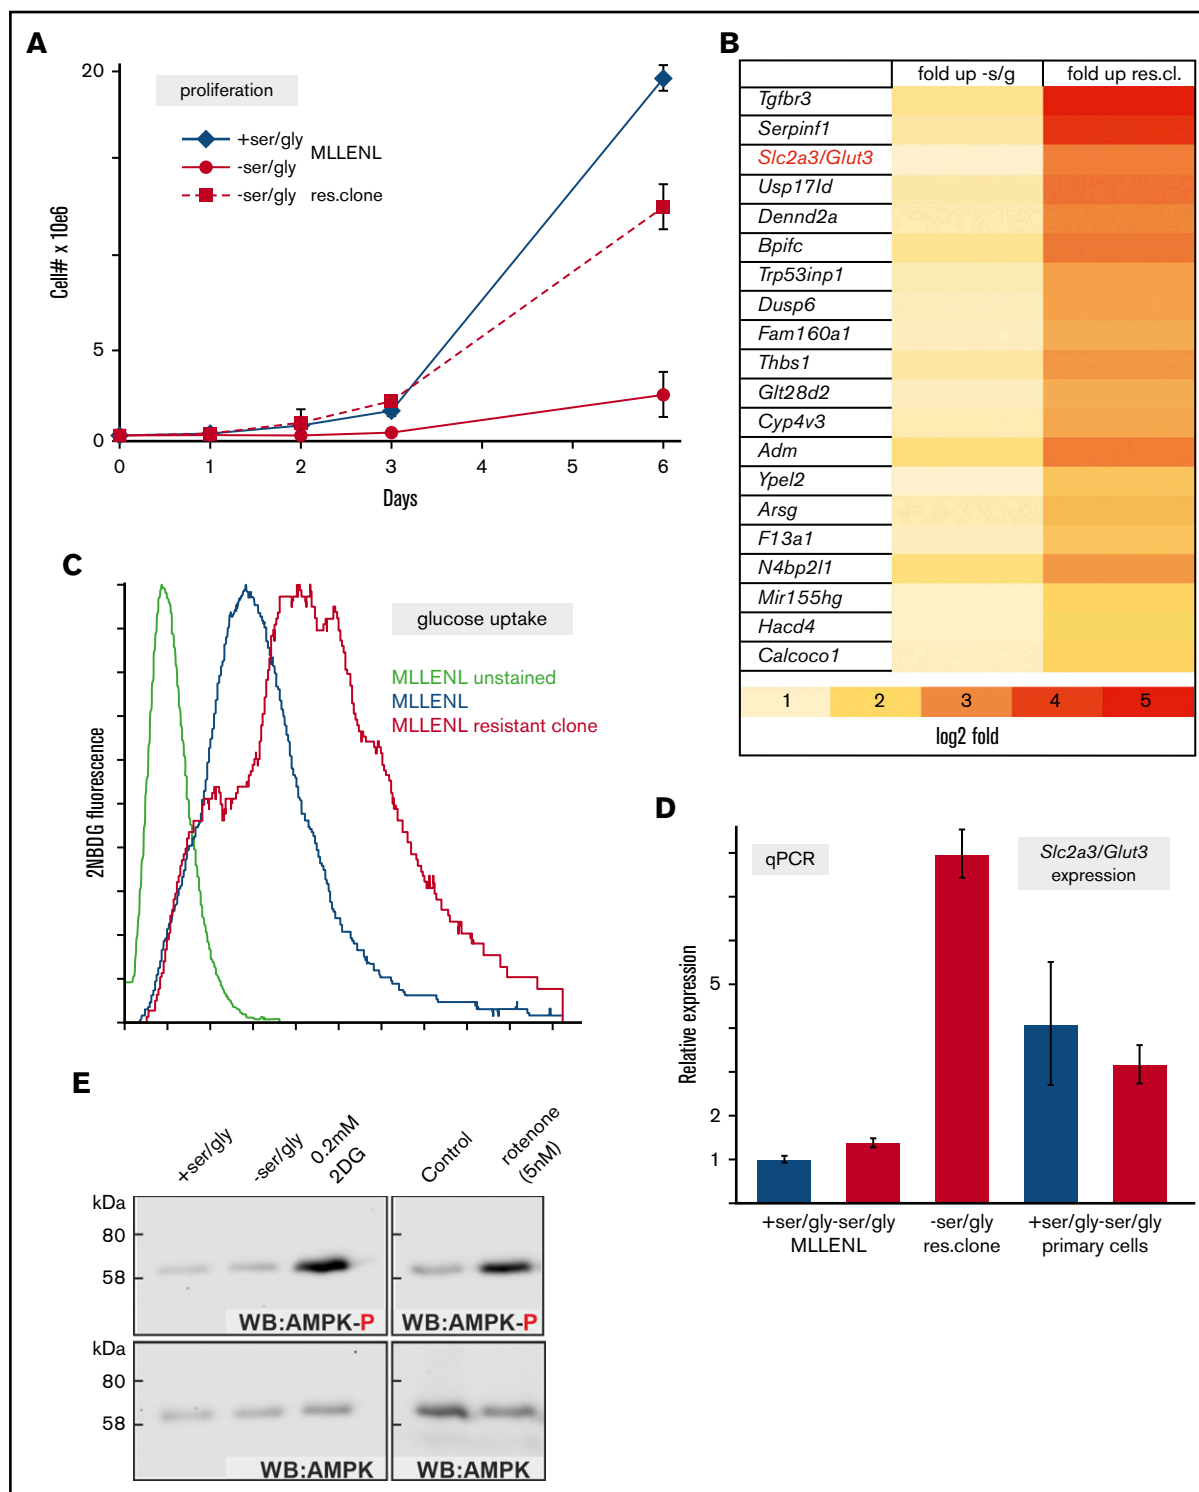 A
20
proliferation
+ser/gly
MLLENL
-ser/gly
-ser/gly res.clone
Cell# x 10e6
5
0
0 1 2 3 4 5 6
Days
B
fold up -s/g fold up res.cl.
Tgfbr3
Serpinf1
Slc2a3/Glut3
Usp17ld
Dennd2a
Bpifc
Trp53inp1
Dusp6
Fam160a1
Thbs1
Glt28d2
Cyp4v3
Adm
Ypel2
Arsg
F13a1
N4bp2l1
Mir155hg
Hacd4
Calcoco1
1 2 3 4 5
log2 fold
C
glucose uptake
MLLENL unstained
MLLENL
MLLENL resistant clone
2NBDG fluorescence
D
qPCR
Slc2a3/Glut3
expression
Relative expression
5
2
1
+ser/gly-ser/gly -ser/gly +ser/gly-ser/gly
MLLENL res.clone primary cells
E
+ser/gly
-ser/gly
0.2mM
2DG
Control
rotenone
(5nM)
kDa
80
58
WB:AMPK-P WB:AMPK-P
kDa
80
58
WB:AMPK WB:AMPK